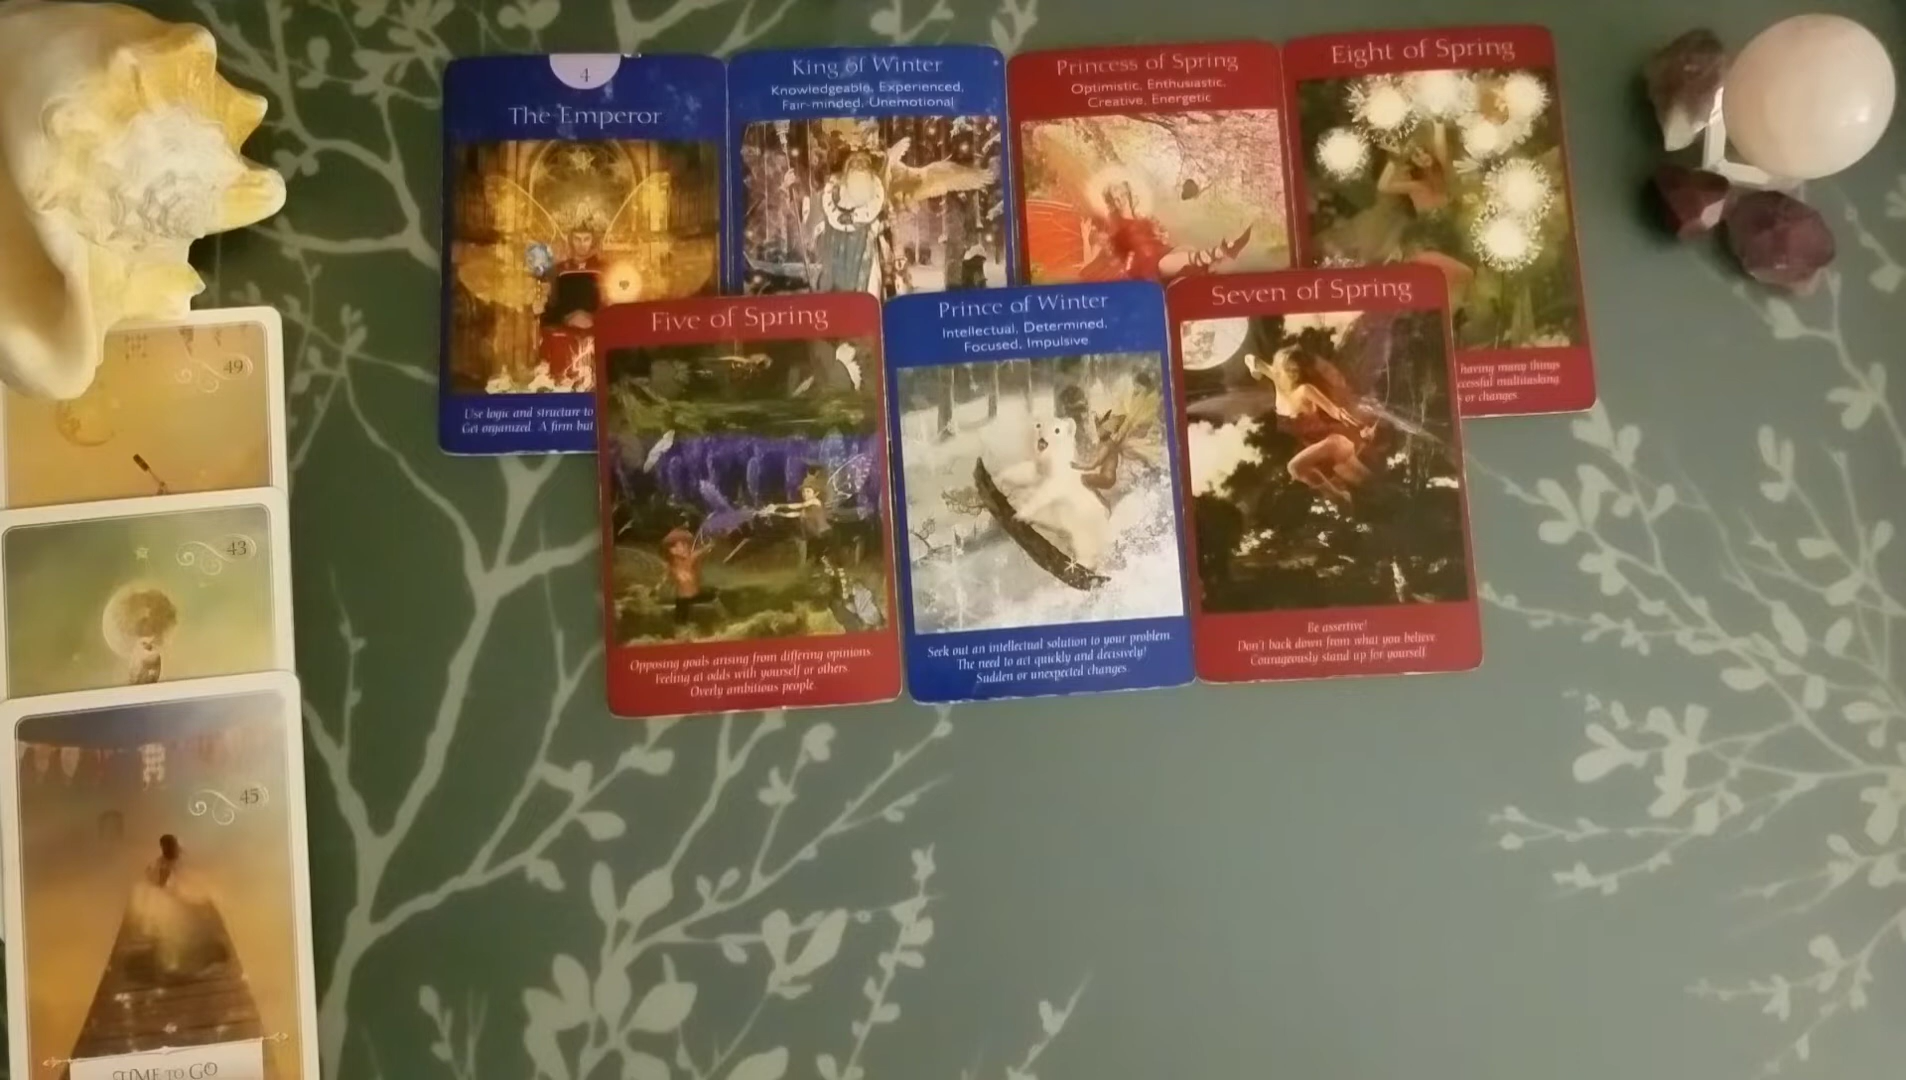 4
The Emperor
Use logic and structure to
Get organized. A firm but
King of Winter
Knowledgeable, Experienced,
Fair-minded, Unemotional
Princess of Spring
Optimistic, Enthusiastic,
Creative, Energetic
Eight of Spring
having many things
ccessful multitasking
s or changes.
Five of Spring
Opposing goals arising from differing opinions.
Feeling at odds with yourself or others.
Overly ambitious people.
Prince of Winter
Intellectual, Determined,
Focused, Impulsive
Seek out an intellectual solution to your problem.
The need to act quickly and decisively!
Sudden or unexpected changes.
Seven of Spring
Be assertive!
Don't back down from what you believe.
Courageously stand up for yourself.
49
43
45
TIME TO GO